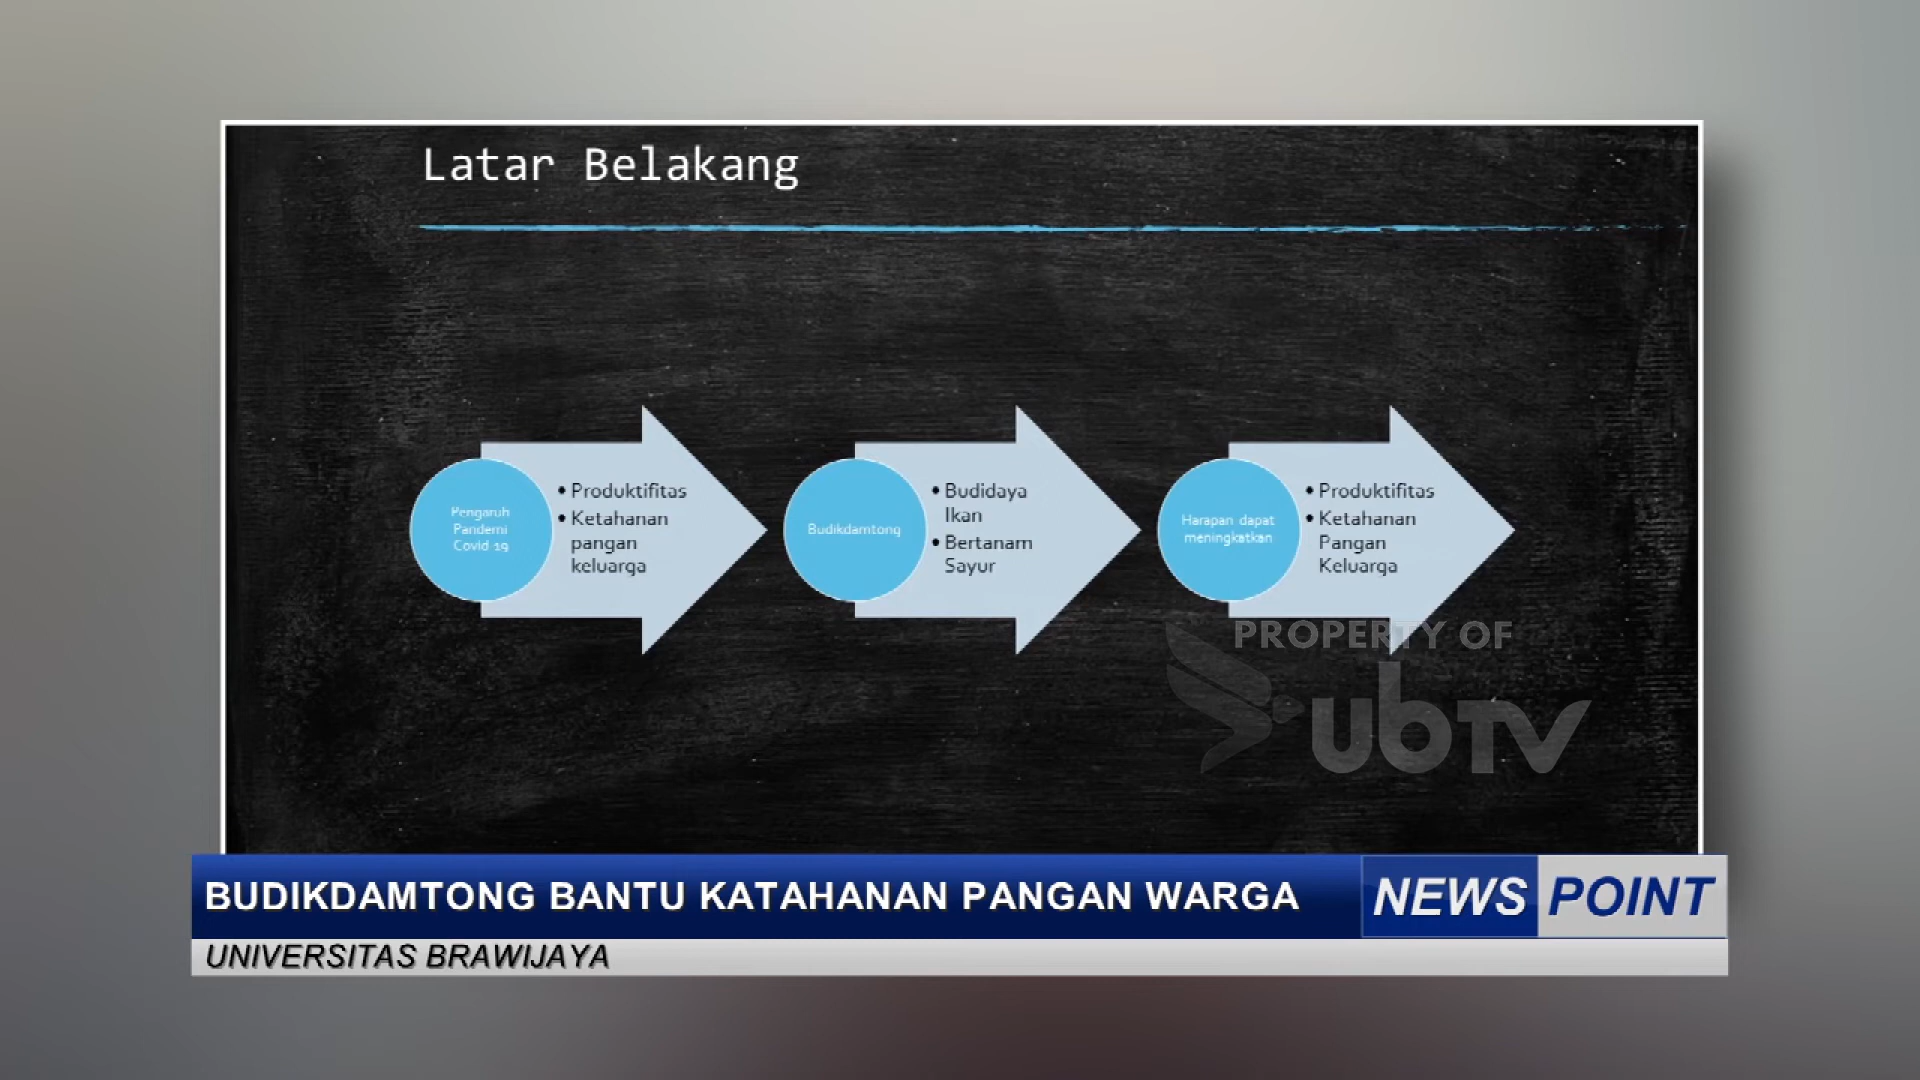 Latar Belakang
Pengaruh
Pandemi
Covid 19
• Produktifitas
• Ketahanan
pangan
keluarga
Budikdamtong
• Budidaya
Ikan
• Bertanam
Sayur
Harapan dapat
meningkatkan
• Produktifitas
• Ketahanan
Pangan
Keluarga
PROPERTY OF
UBTV
BUDIKDAMTONG BANTU KATAHANAN PANGAN WARGA
NEWS POINT
UNIVERSITAS BRAWIJAYA